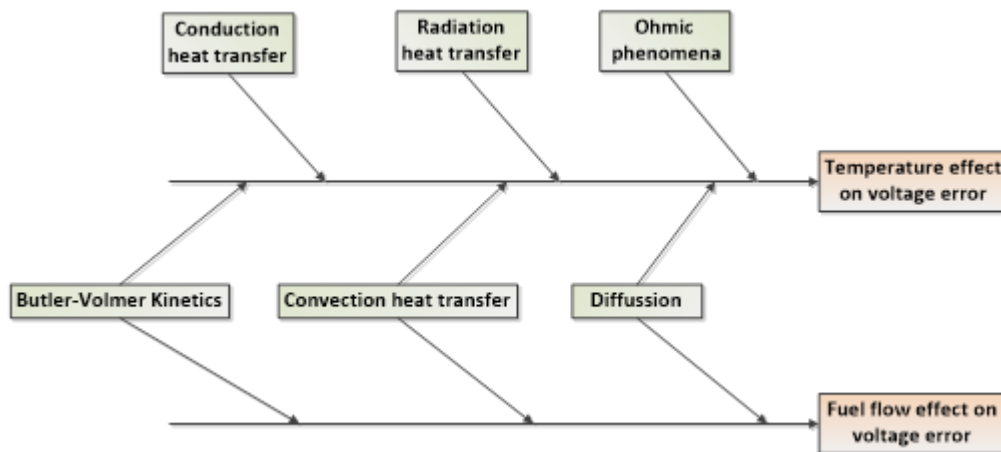 Conduction
heat transfer
Radiation
heat transfer
Ohmic
phenomena
Temperature effect
on voltage error
Butler-Volmer Kinetics
Convection heat transfer
Diffussion
Fuel flow effect on
voltage error